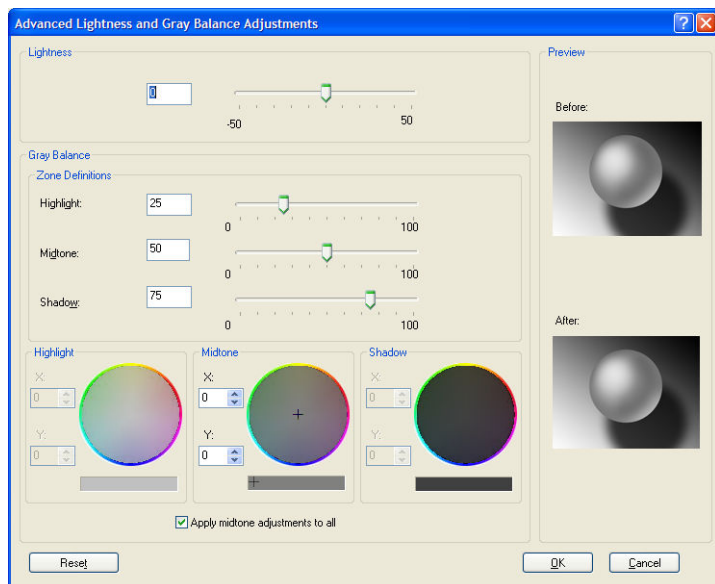 Advanced Lightness and Gray Balance Adjustments
Lightness
0
-50 50
Gray Balance
Zone Definitions
Highlight: 25
0 100
Midtone: 50
0 100
Shadow: 75
0 100
Highlight
X:
0
Y:
0
Midtone
X:
0
Y:
0
Shadow
X:
0
Y:
0
Apply midtone adjustments to all
Preview
Before:
After:
Reset
OK
Cancel